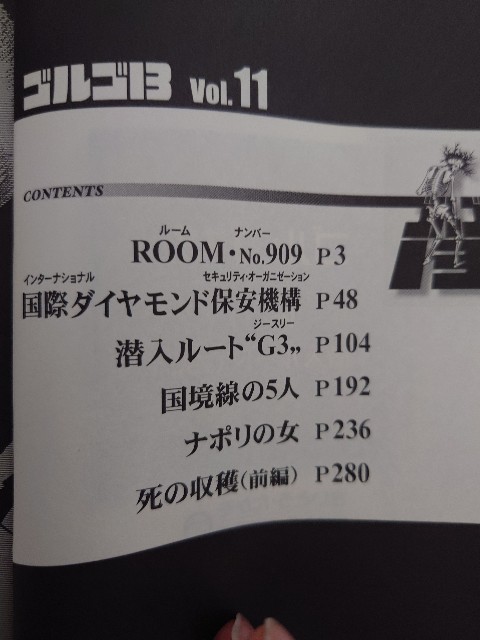 ゴルゴ13 Vol.11
CONTENTS
ルーム ナンバー
ROOM・No.909 P3
インターナショナル セキュリティ・オーガニゼーション
国際ダイヤモンド保安機構 P48
ジースリー
潜入ルート“G3„ P104
国境線の5人 P192
ナポリの女 P236
死の収穫(前編) P280